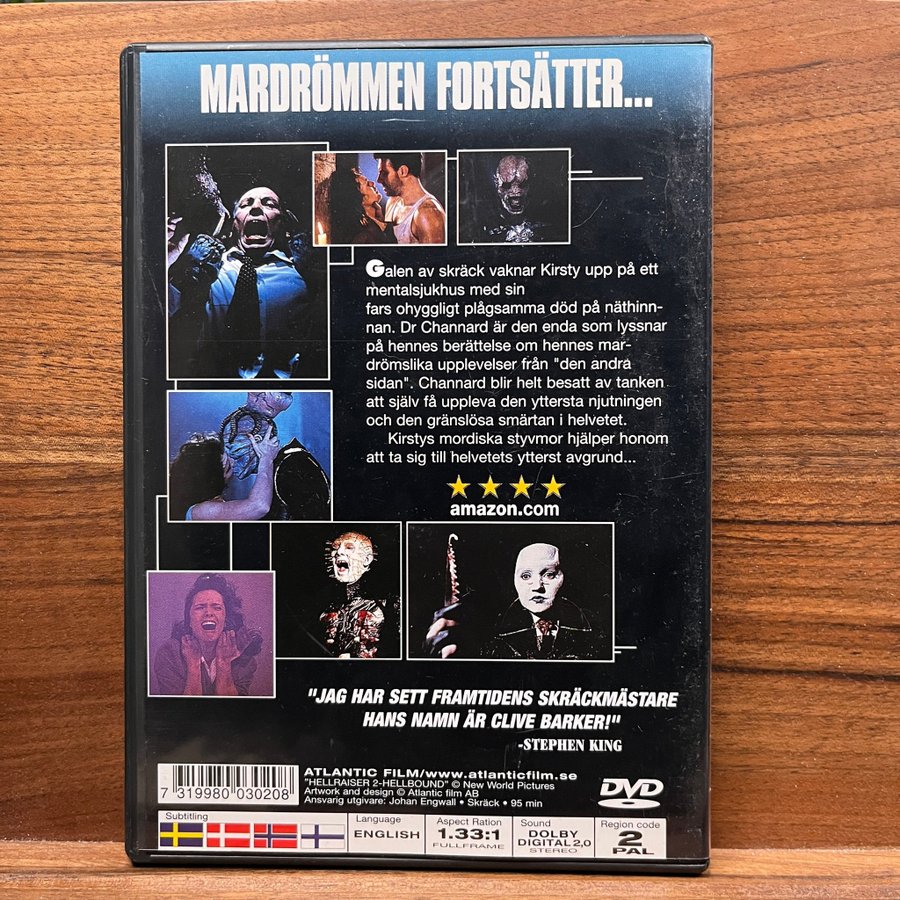 MARDRÖMMEN FORTSÄTTER...
Galen av skräck vaknar Kirsty upp på ett
mentalsjukhus med sin
fars ohyggligt plågsamma död på näthinn-
nan. Dr Channard är den enda som lyssnar
på hennes berättelse om hennes mar-
drömslika upplevelser från "den andra
sidan". Channard blir helt besatt av tanken
att själv få uppleva den yttersta njutningen
och den gränslösa smärtan i helvetet.
Kirstys mordiska styvmor hjälper honom
att ta sig till helvetets ytterst avgrund...
amazon.com
"JAG HAR SETT FRAMTIDENS SKRÄCKMÄSTARE
HANS NAMN ÄR CLIVE BARKER!"
-STEPHEN KING
ATLANTIC FILM/www.atlanticfilm.se
"HELLRAISER 2-HELLBOUND" © New World Pictures
Artwork and design © Atlantic film AB
Ansvarig utgivare: Johan Engwall • Skräck • 95 min
7 319980 030208
DVD
Subtitling
Language
ENGLISH
Aspect Ration
1.33:1
FULLFRAME
Sound
DOLBY
DIGITAL 2,0
STEREO
Region code
2
PAL